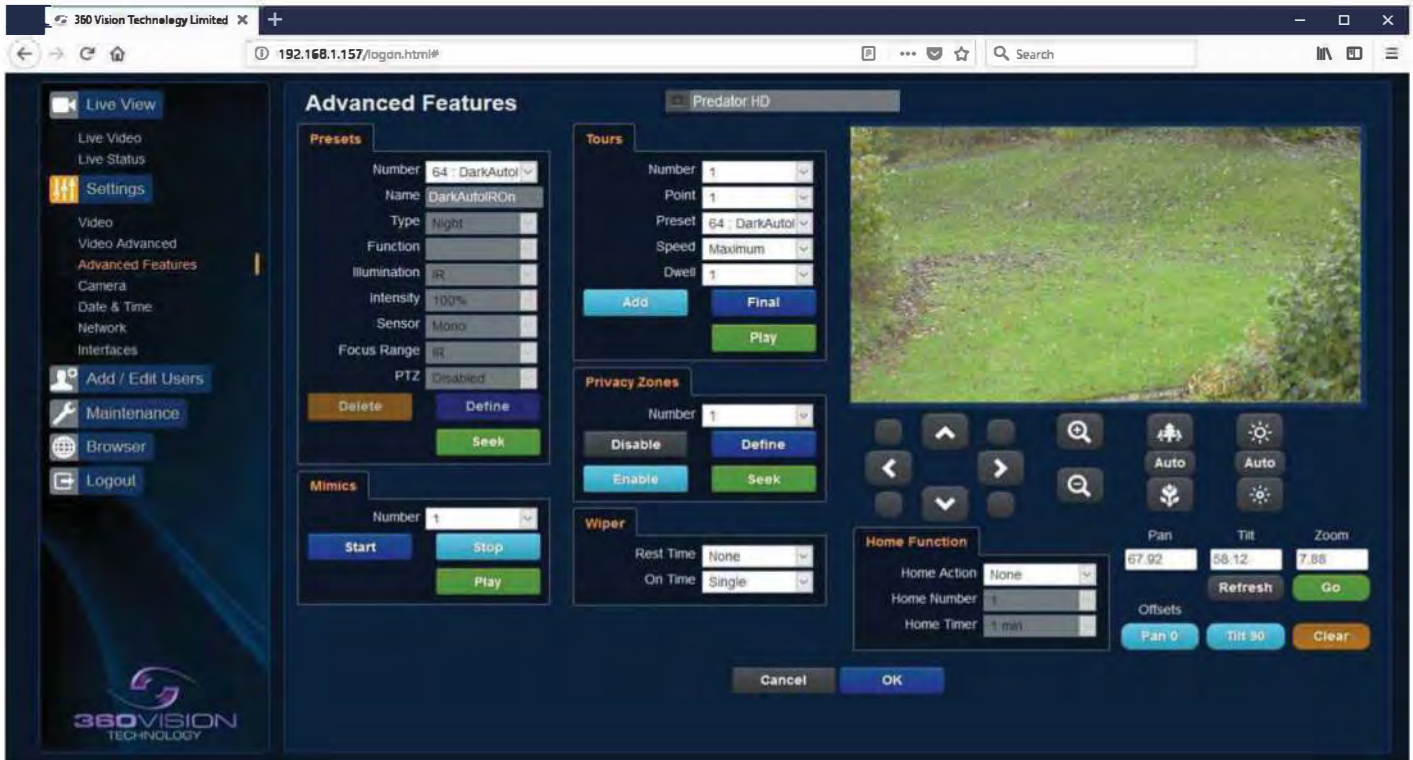 360 Vision Technology Limited
192.168.1.157/logon.html#
Search
Live View
Live Video
Live Status
Settings
Video
Video Advanced
Advanced Features
Camera
Date & Time
Network
Interfaces
Add / Edit Users
Maintenance
Browser
Logout
360VISION
TECHNOLOGY
Advanced Features
Predator HD
Presets
Number 64 : DarkAutoI
Name DarkAutoIROn
Type Night
Function
Illumination IR
Intensity 100%
Sensor Mono
Focus Range IR
PTZ Disabled
Delete Define
Seek
Mimics
Number 1
Start Stop
Play
Tours
Number 1
Point 1
Preset 64 : DarkAutoI
Speed Maximum
Dwell 1
Add Final
Play
Privacy Zones
Number 1
Disable Define
Enable Seek
Wiper
Rest Time None
On Time Single
Auto Auto
Home Function
Home Action None
Home Number 1
Home Timer 1 min
Pan Tilt Zoom
67.92 58.12 7.88
Refresh Go
Offsets
Pan 0 Tilt 90 Clear
Cancel OK